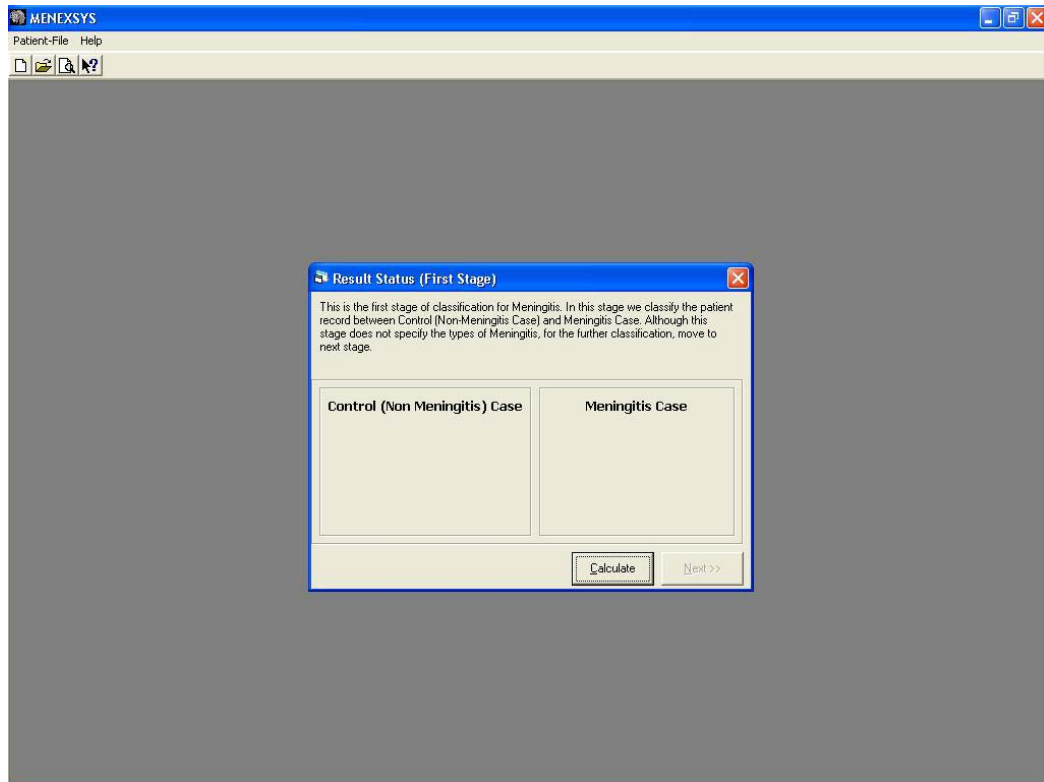 MENEXSYS
Patient-File Help
Result Status (First Stage)
This is the first stage of classification for Meningitis. In this stage we classify the patient
record between Control (Non-Meningitis Case) and Meningitis Case. Although this
stage does not specify the types of Meningitis, for the further classification, move to
next stage.
Control (Non Meningitis) Case
Meningitis Case
Calculate
Next >>